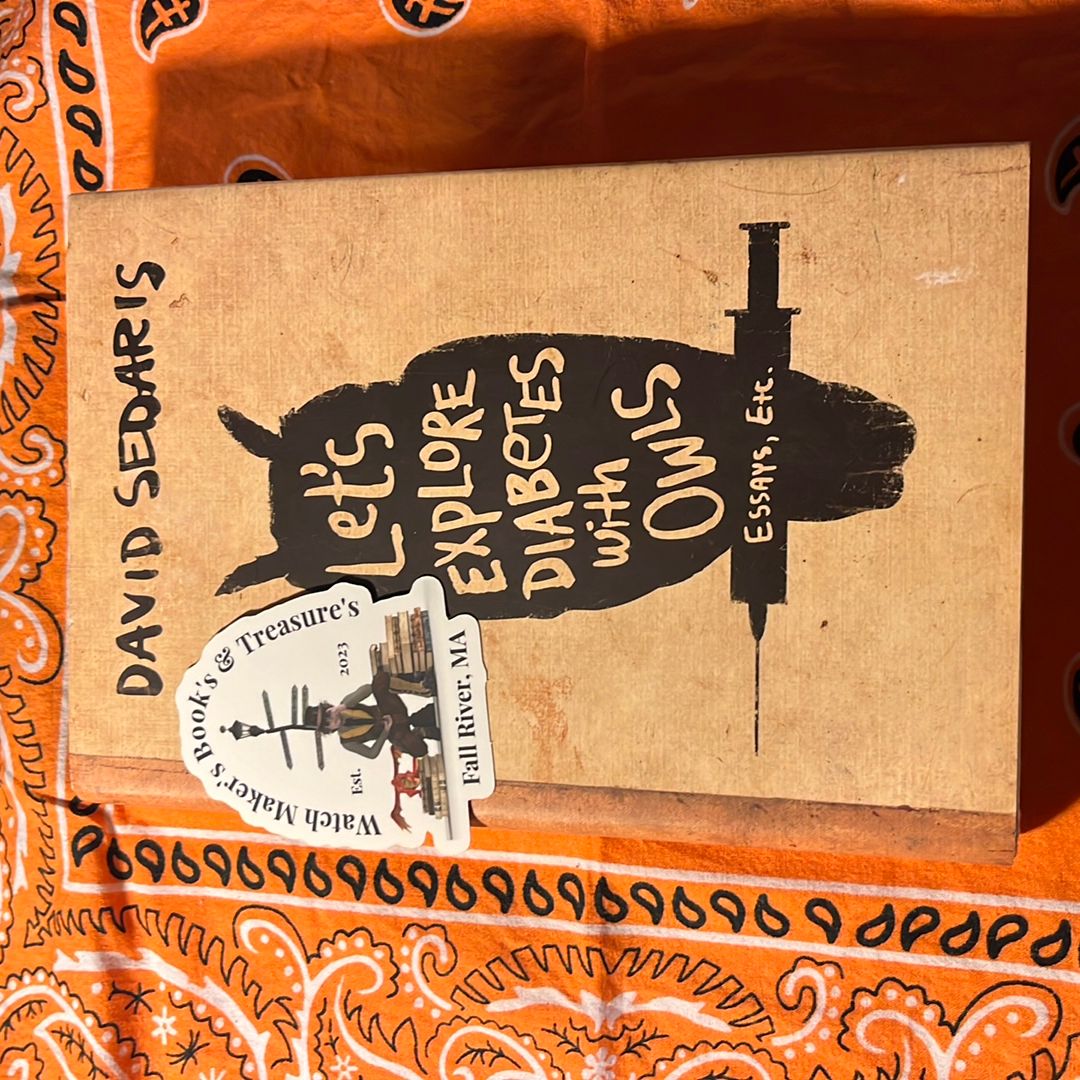 DAVID SEDARIS
Let's
EXPLORE
DIABETES
with
OWLS
ESSAYS, Etc.
Watch Maker's Book's & Treasure's
Est. 2023
Fall River, MA